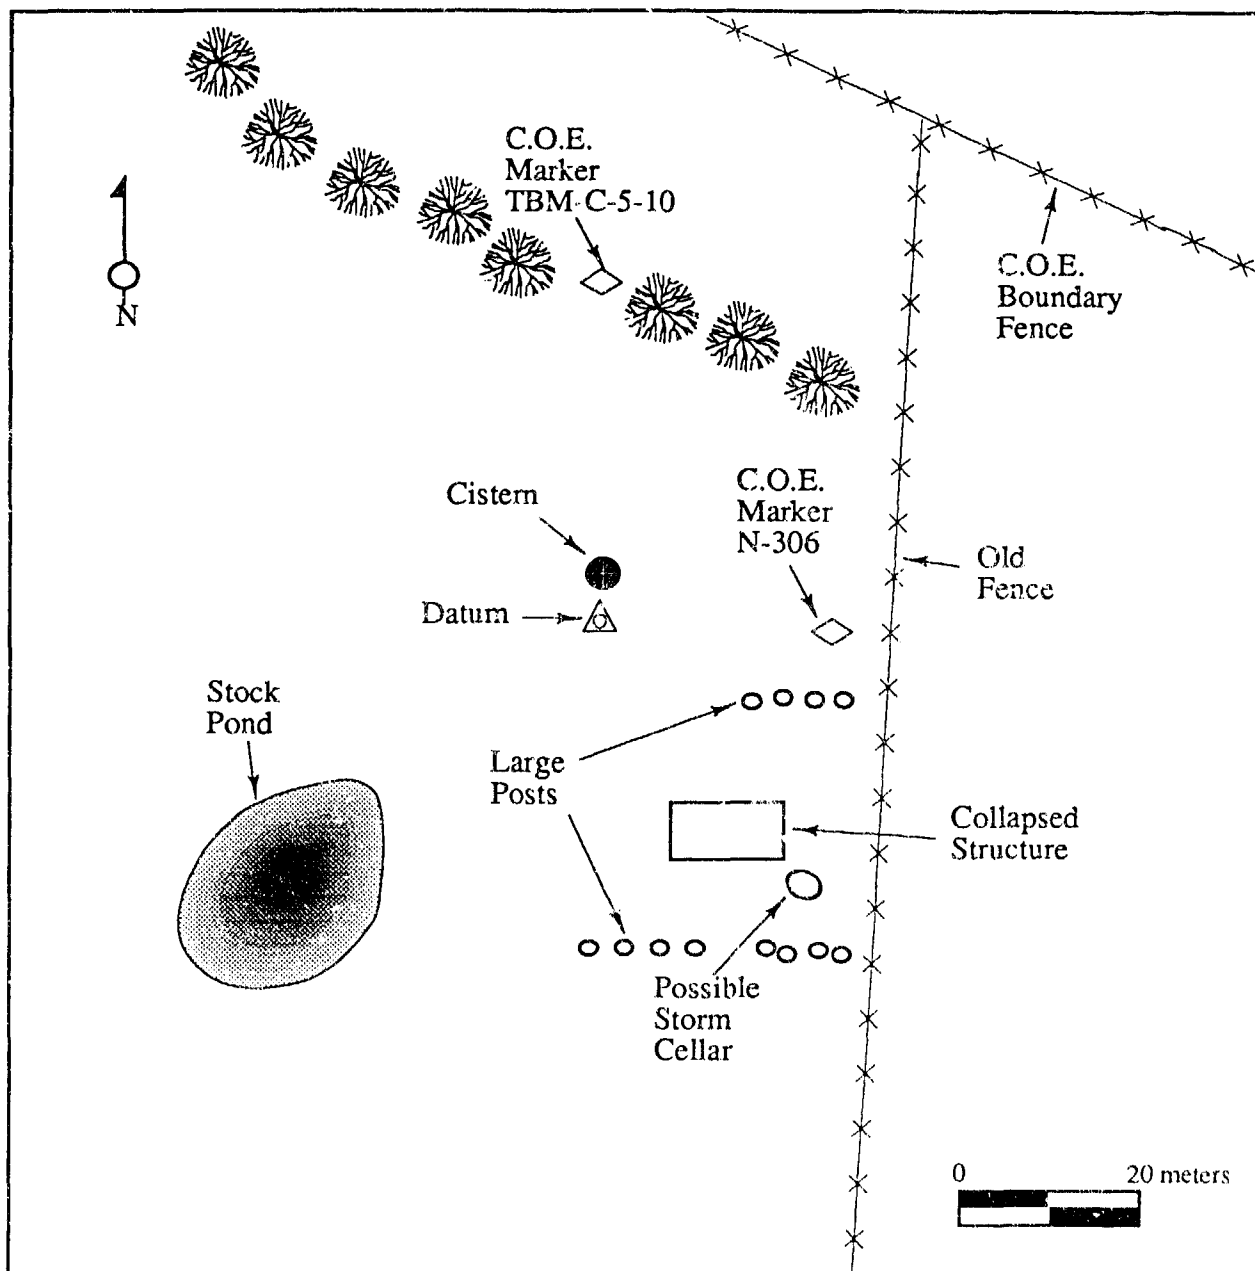 C.O.E.
Marker
TBM-C-5-10
N
C.O.E.
Boundary
Fence
Cistern
C.O.E.
Marker
N-306
Old
Fence
Datum
Stock
Pond
Large
Posts
Collapsed
Structure
Possible
Storm
Cellar
0 20 meters